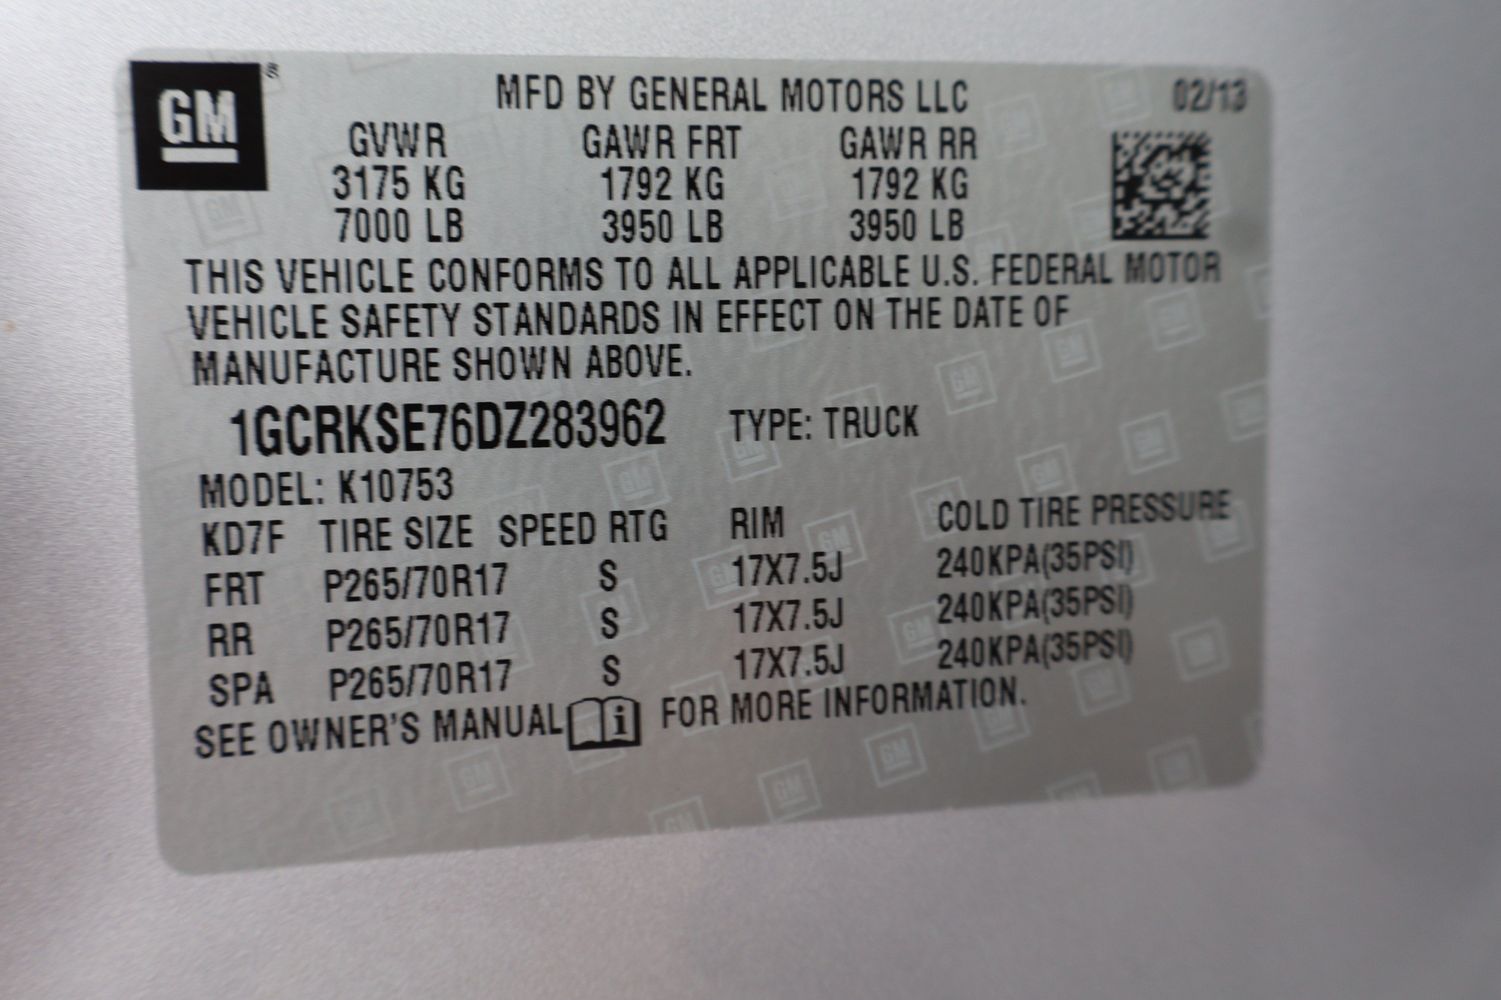 GM
MFD BY GENERAL MOTORS LLC 02/13
GVWR GAWR FRT GAWR RR
3175 KG 1792 KG 1792 KG
7000 LB 3950 LB 3950 LB
THIS VEHICLE CONFORMS TO ALL APPLICABLE U.S. FEDERAL MOTOR
VEHICLE SAFETY STANDARDS IN EFFECT ON THE DATE OF
MANUFACTURE SHOWN ABOVE.
1GCRKSE76DZ283962 TYPE: TRUCK
MODEL: K10753
KD7F TIRE SIZE SPEED RTG RIM COLD TIRE PRESSURE
FRT P265/70R17 S 17X7.5J 240KPA(35PSI)
RR P265/70R17 S 17X7.5J 240KPA(35PSI)
SPA P265/70R17 S 17X7.5J 240KPA(35PSI)
SEE OWNER'S MANUAL i FOR MORE INFORMATION.